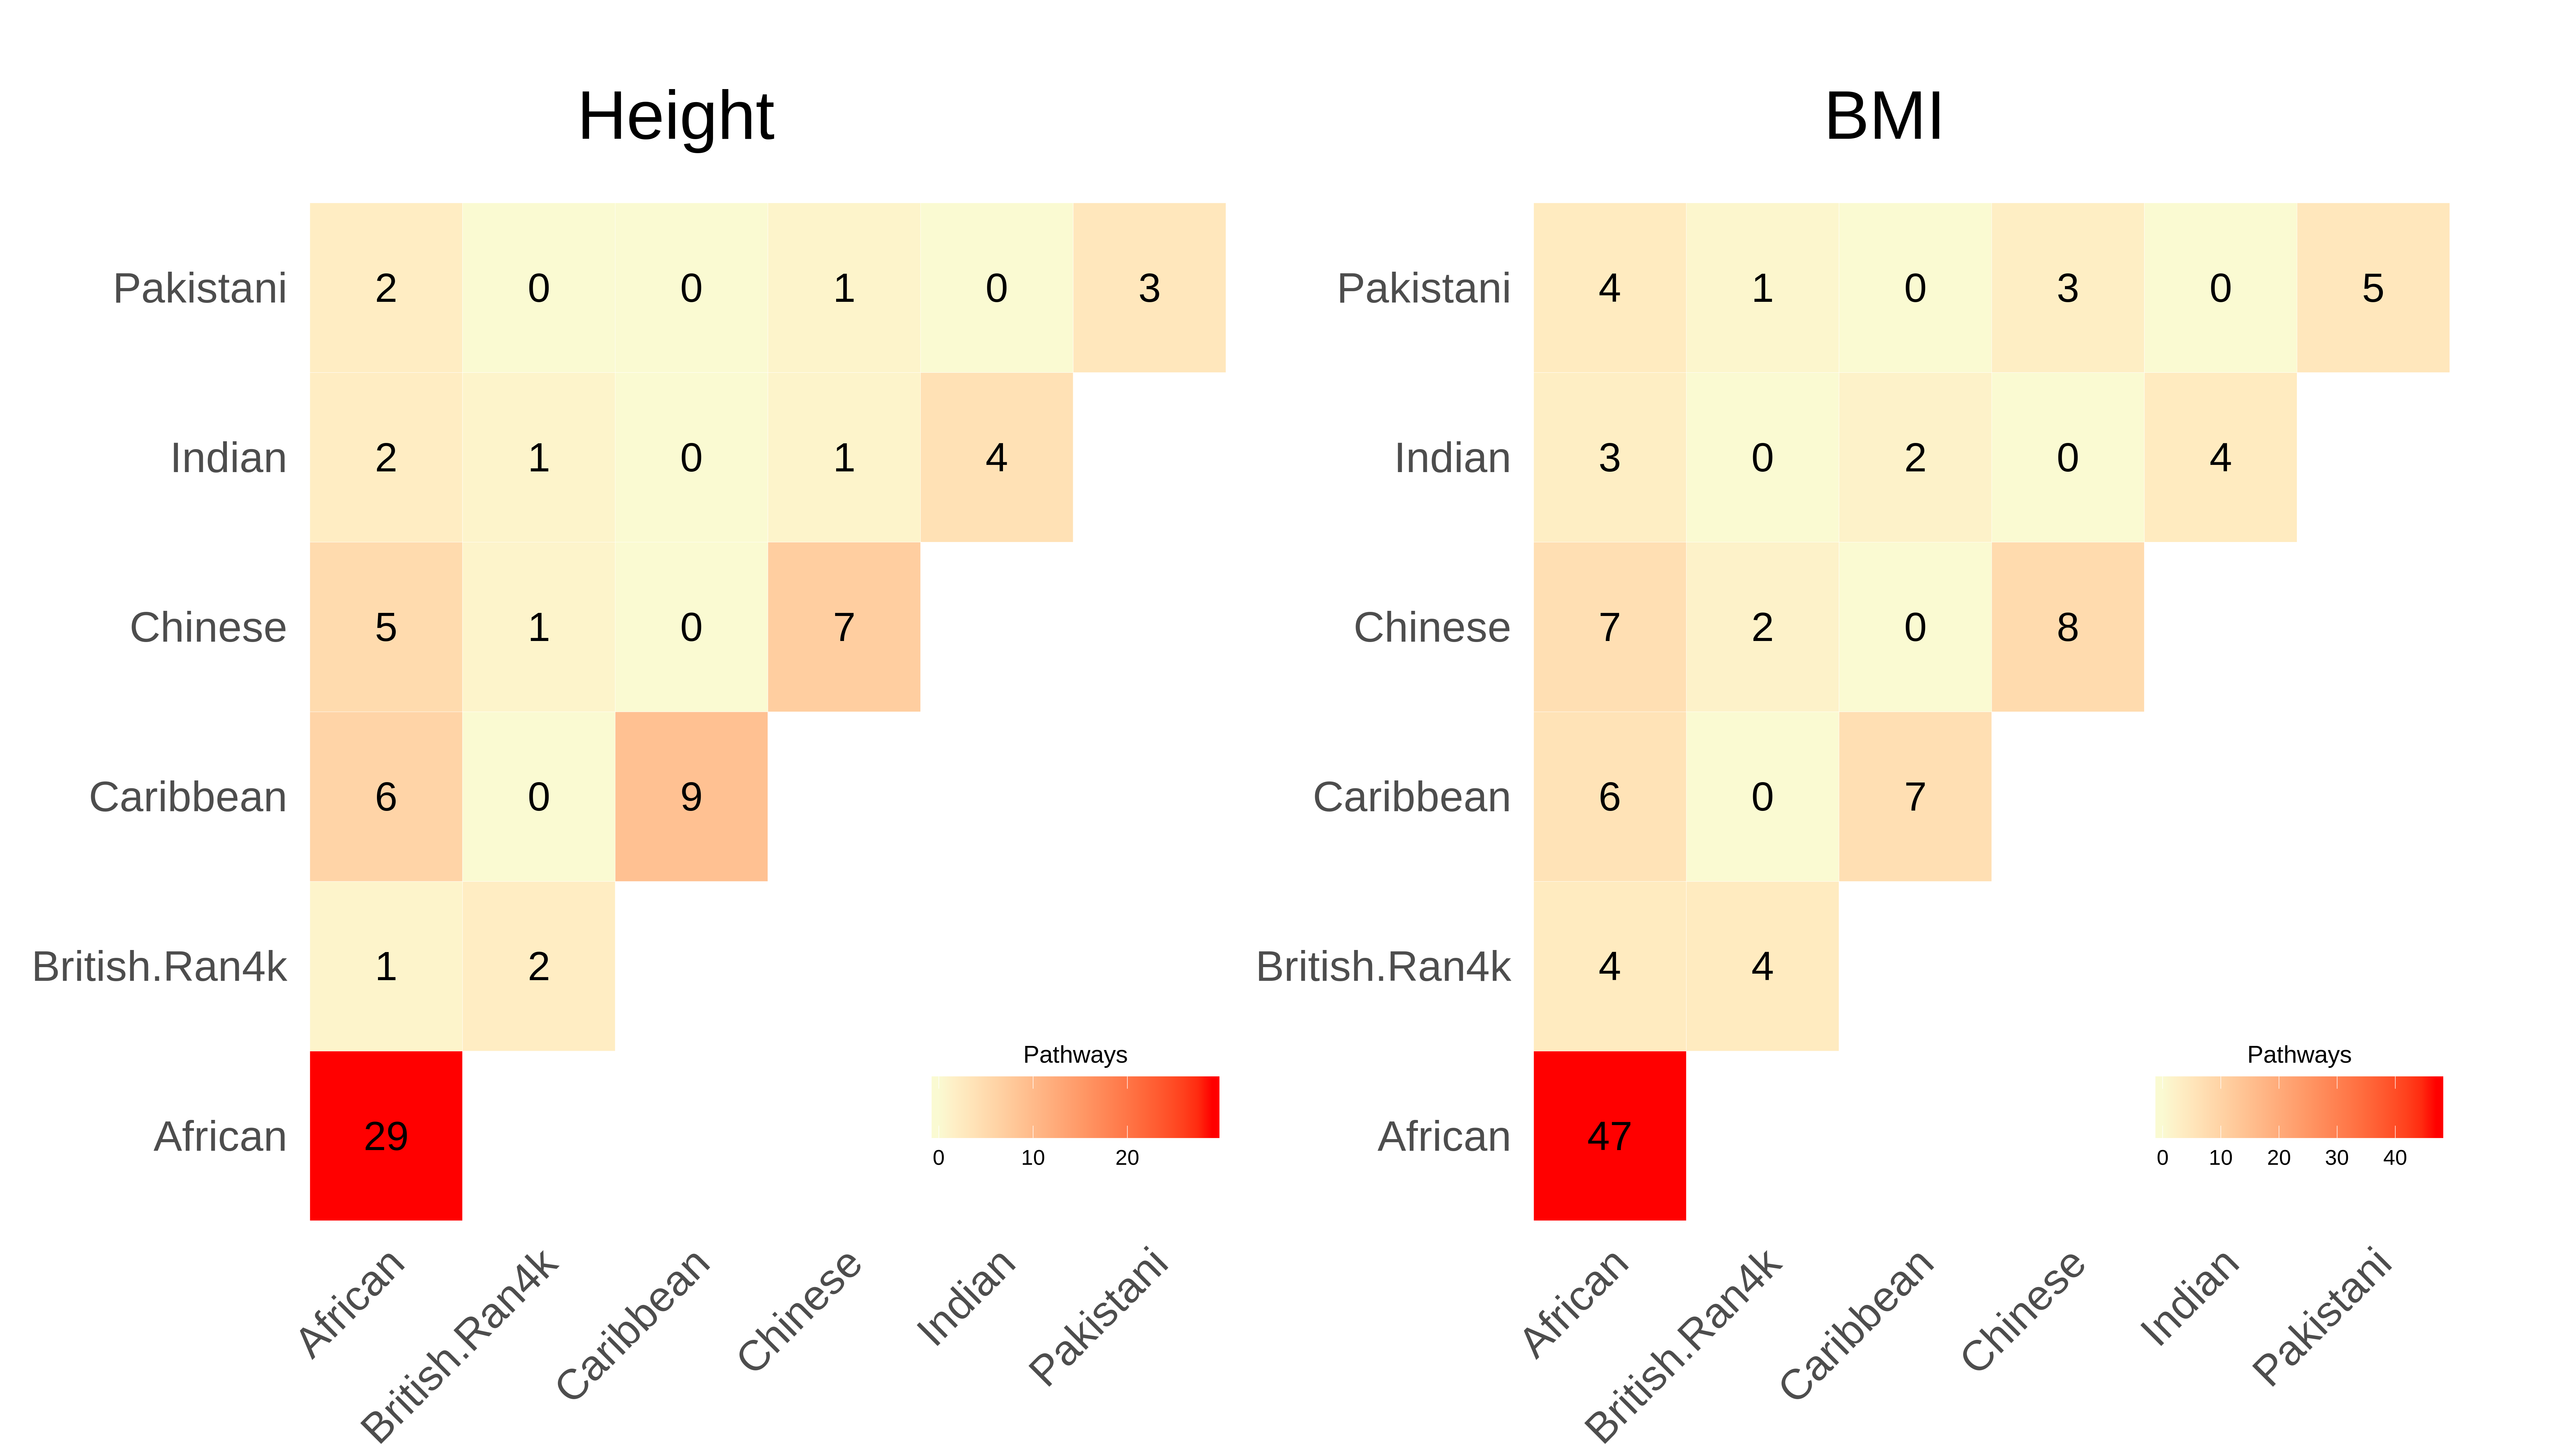 Height
Pakistani 2 0 0 1 0 3
Indian 2 1 0 1 4
Chinese 5 1 0 7
Caribbean 6 0 9
British.Ran4k 1 2
African 29
Pathways
0 10 20
African British.Ran4k Caribbean Chinese Indian Pakistani
BMI
Pakistani 4 1 0 3 0 5
Indian 3 0 2 0 4
Chinese 7 2 0 8
Caribbean 6 0 7
British.Ran4k 4 4
African 47
Pathways
0 10 20 30 40
African British.Ran4k Caribbean Chinese Indian Pakistani